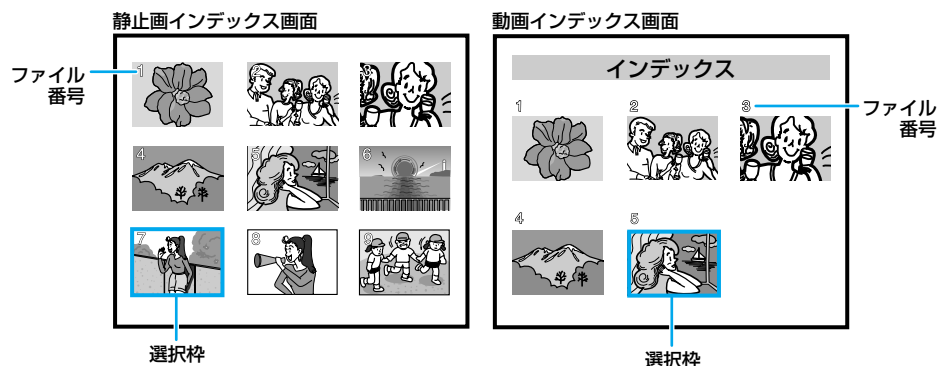 静止画インデックス画面
ファイル
番号
1
4
5
6
7
8
9
選択枠
動画インデックス画面
インデックス
1
2
3
ファイル
番号
4
5
選択枠